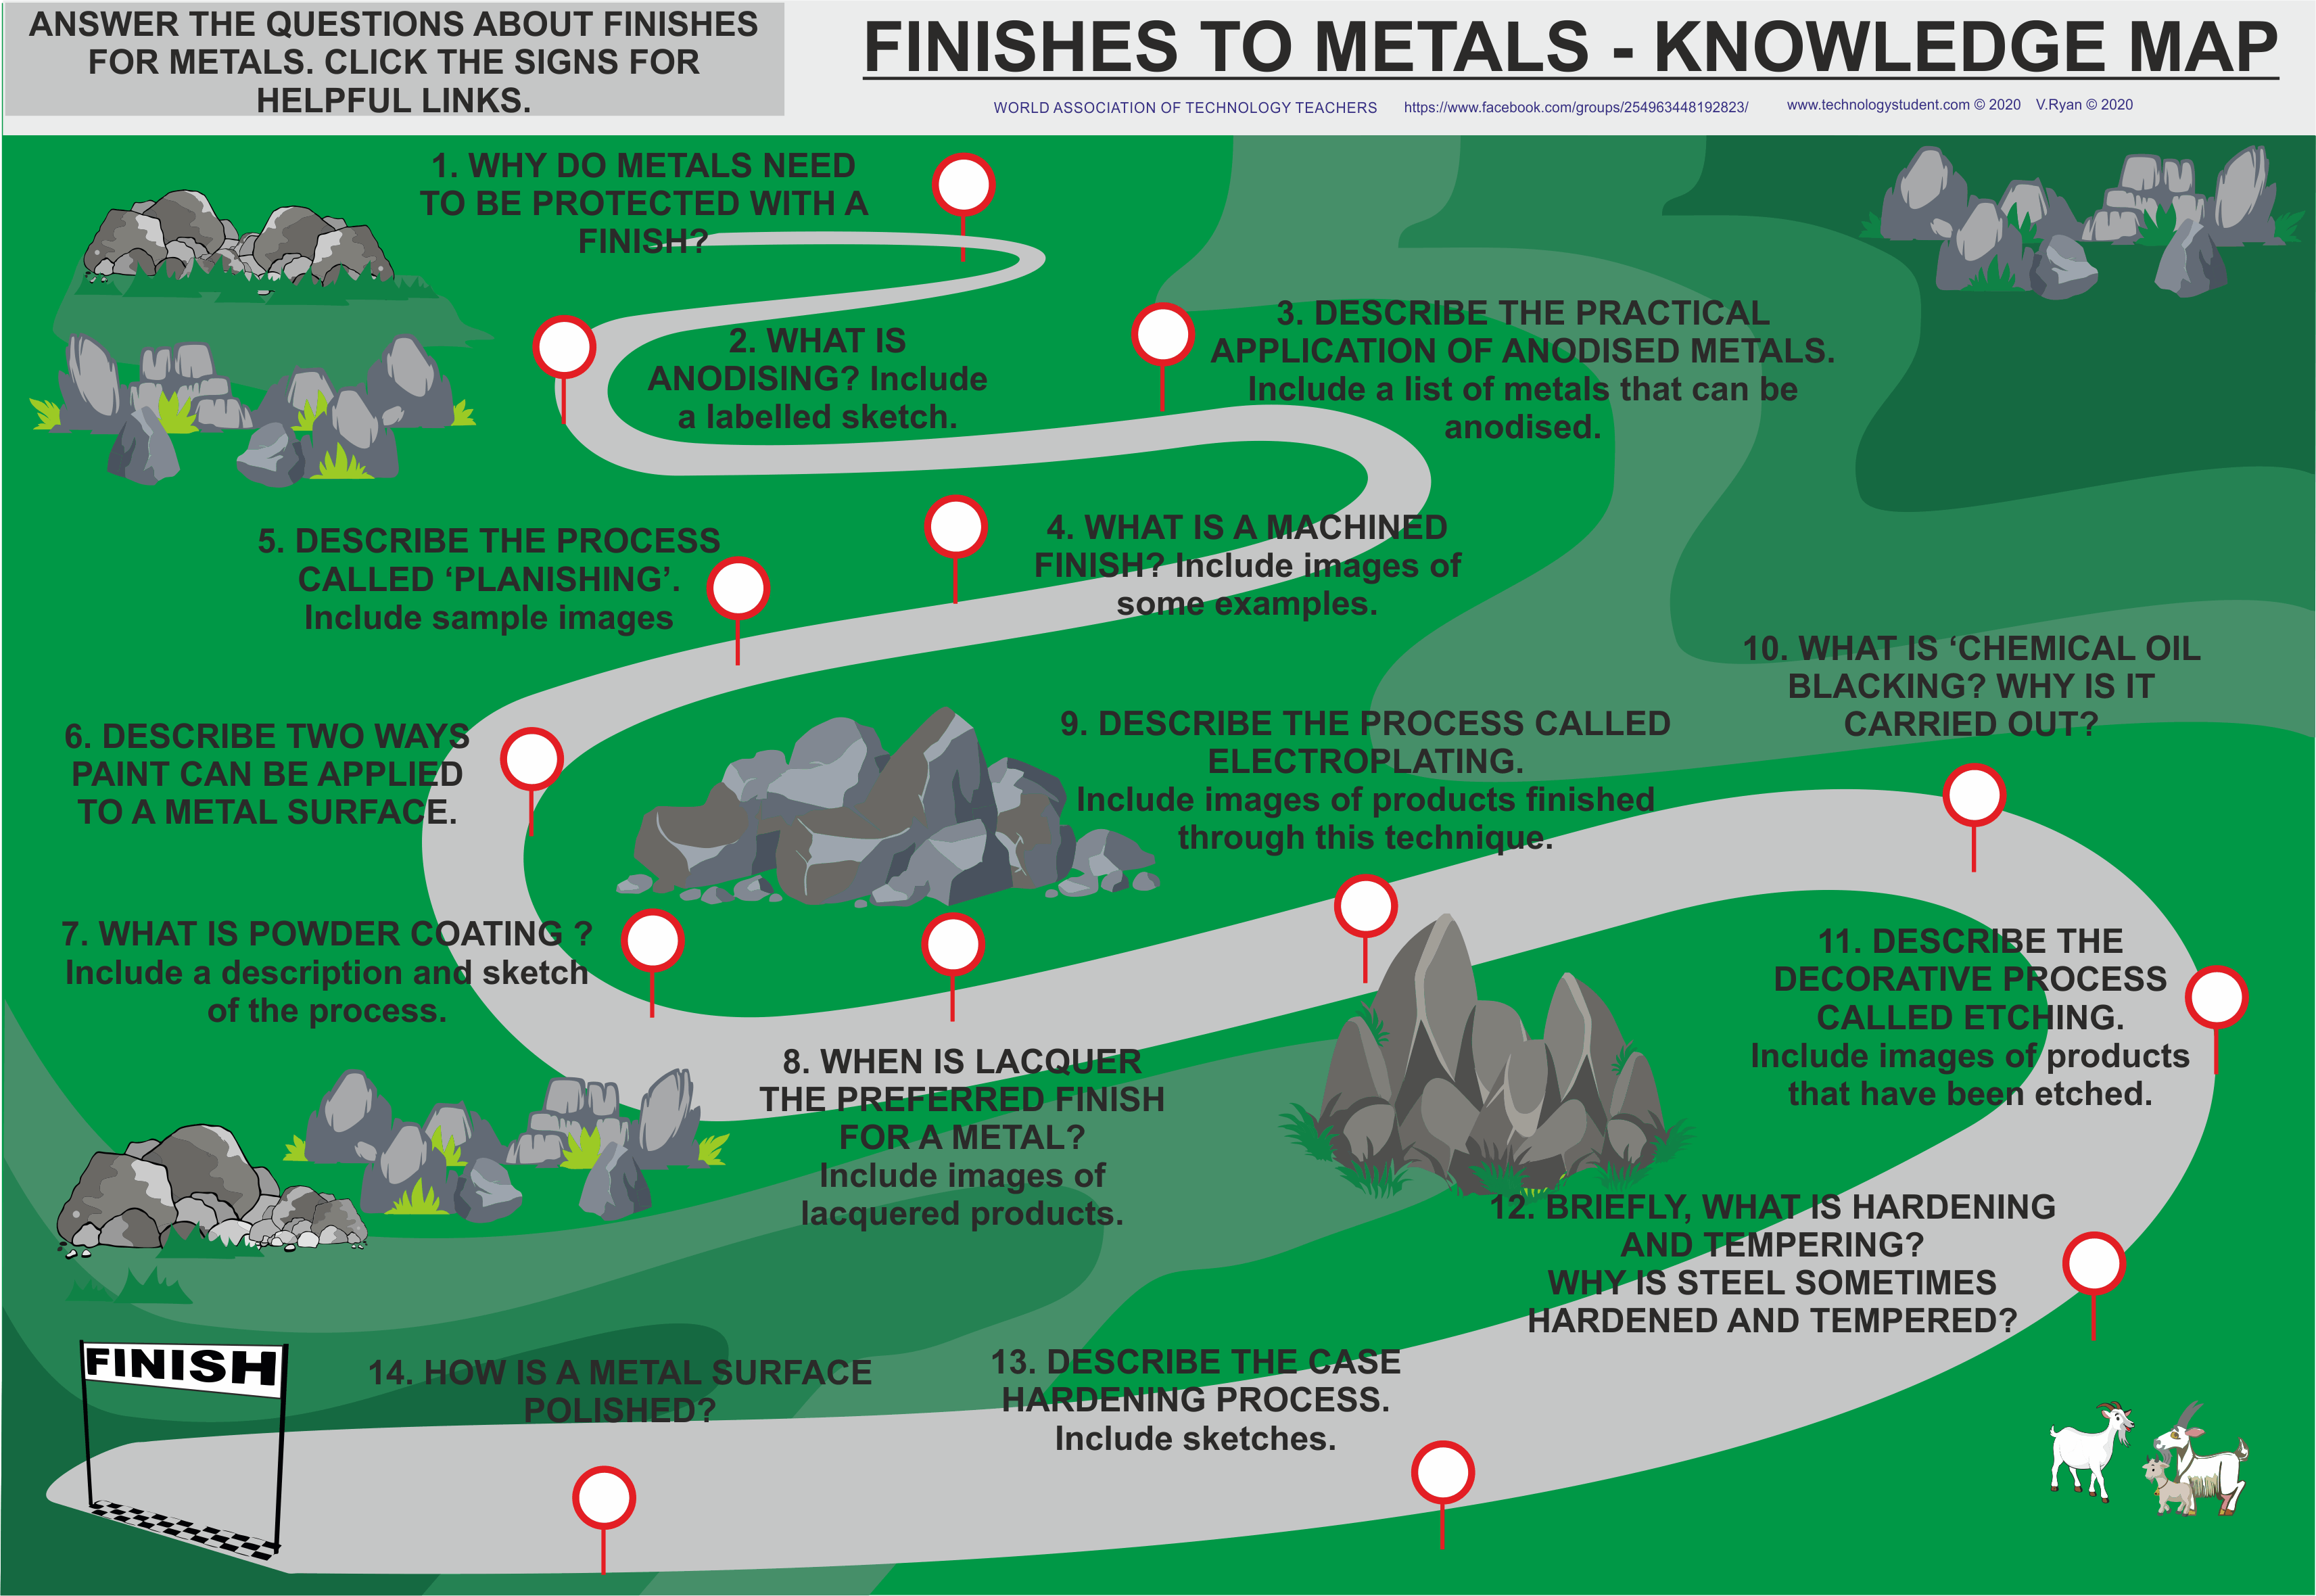 ANSWER THE QUESTIONS ABOUT FINISHES
FOR METALS. CLICK THE SIGNS FOR
HELPFUL LINKS.
FINISHES TO METALS - KNOWLEDGE MAP
WORLD ASSOCIATION OF TECHNOLOGY TEACHERS https://www.facebook.com/groups/254963448192823/ www.technologystudent.com © 2020 V.Ryan © 2020
1. WHY DO METALS NEED
TO BE PROTECTED WITH A
FINISH?
2. WHAT IS
ANODISING? Include
a labelled sketch.
3. DESCRIBE THE PRACTICAL
APPLICATION OF ANODISED METALS.
Include a list of metals that can be
anodised.
4. WHAT IS A MACHINED
FINISH? Include images of
some examples.
5. DESCRIBE THE PROCESS
CALLED ‘PLANISHING’.
Include sample images
6. DESCRIBE TWO WAYS
PAINT CAN BE APPLIED
TO A METAL SURFACE.
7. WHAT IS POWDER COATING ?
Include a description and sketch
of the process.
8. WHEN IS LACQUER
THE PREFERRED FINISH
FOR A METAL?
Include images of
lacquered products.
9. DESCRIBE THE PROCESS CALLED
ELECTROPLATING.
Include images of products finished
through this technique.
10. WHAT IS ‘CHEMICAL OIL
BLACKING? WHY IS IT
CARRIED OUT?
11. DESCRIBE THE
DECORATIVE PROCESS
CALLED ETCHING.
Include images of products
that have been etched.
12. BRIEFLY, WHAT IS HARDENING
AND TEMPERING?
WHY IS STEEL SOMETIMES
HARDENED AND TEMPERED?
13. DESCRIBE THE CASE
HARDENING PROCESS.
Include sketches.
14. HOW IS A METAL SURFACE
POLISHED?
FINISH